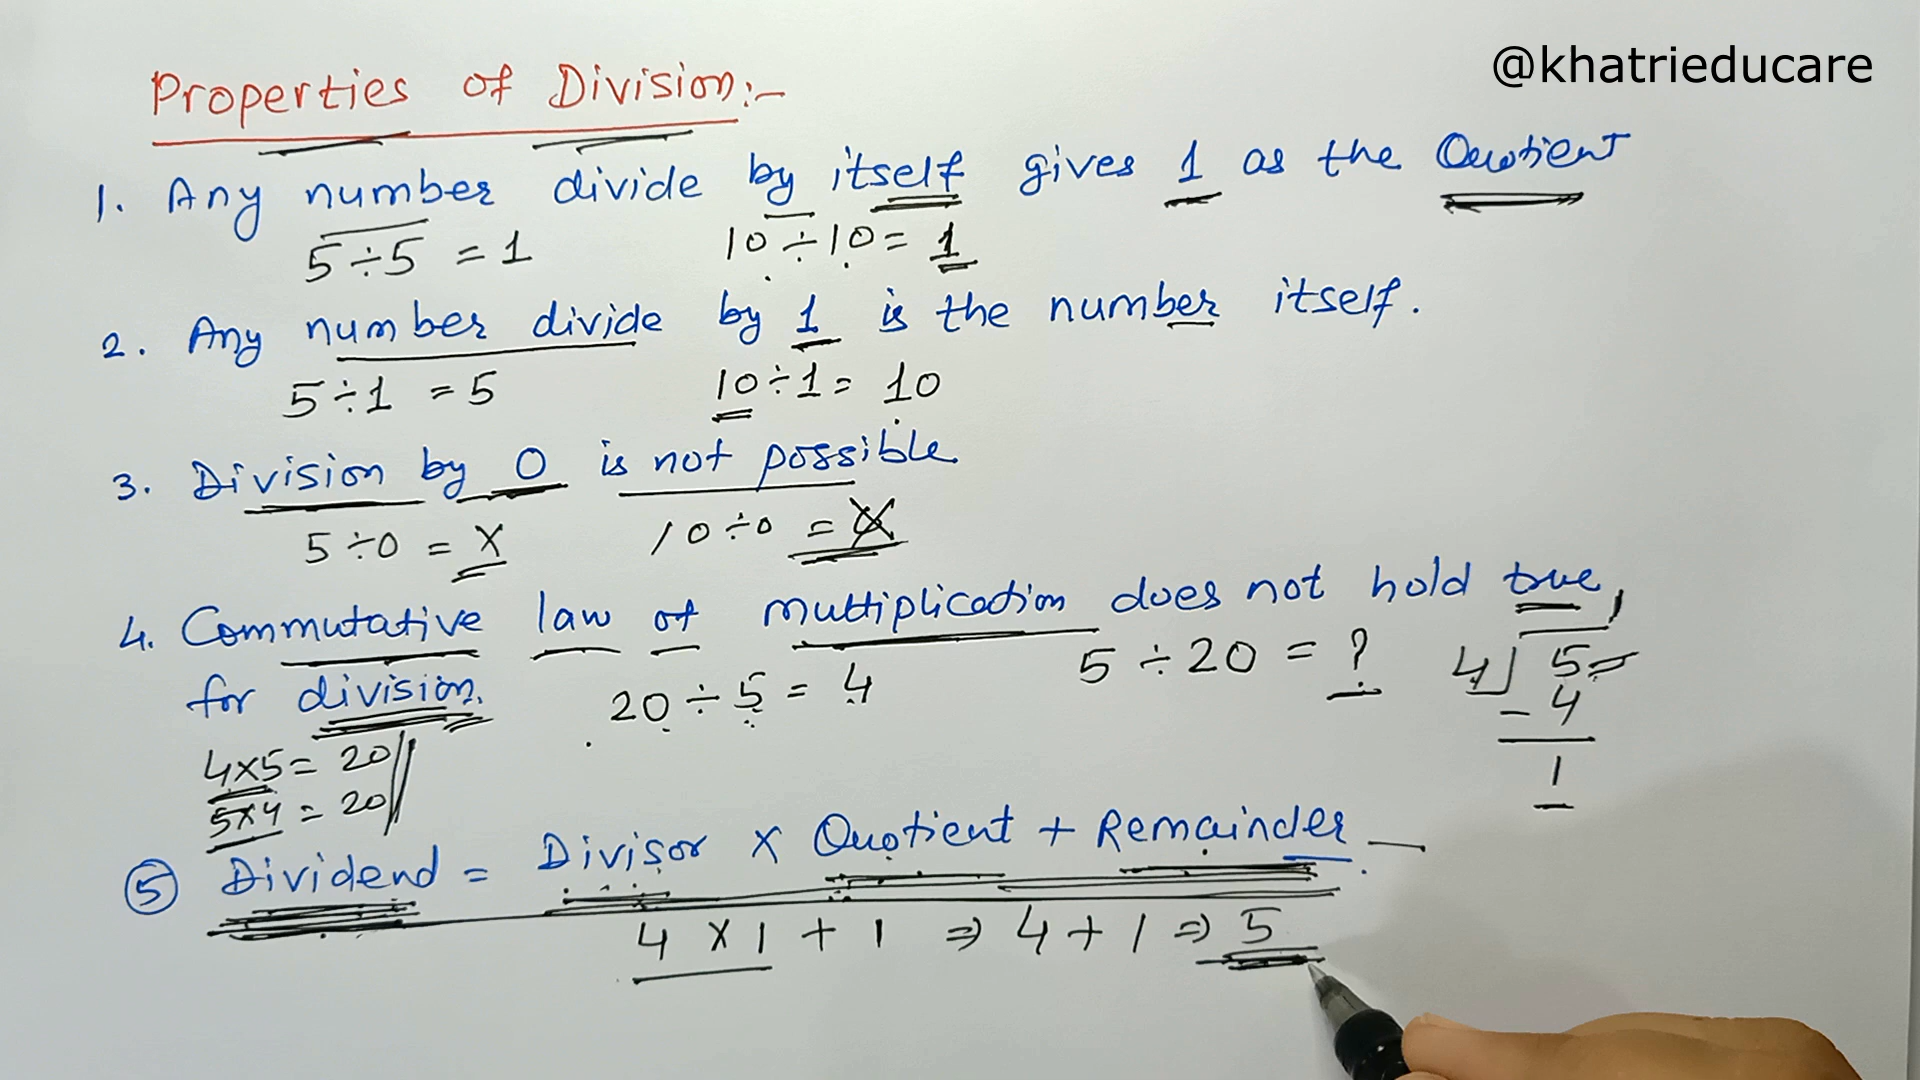 @khatrieducare
Properties of Division:-
1. Any number divide by itself gives 1 as the Quotient
5÷5 = 1 10÷10= 1
2. Any number divide by 1 is the number itself.
5÷1 = 5 10÷1= 10
3. Division by 0 is not possible
5÷0 = X 10÷0 = X
4. Commutative law of multiplication does not hold true,
for division. 20 ÷ 5 = 4 5 ÷ 20 = ? 4 5
- 4
1
4x5= 20
5x4 = 20
5 Dividend = Divisor x Quotient + Remainder
4 x 1 + 1 ⇒ 4 + 1 ⇒ 5